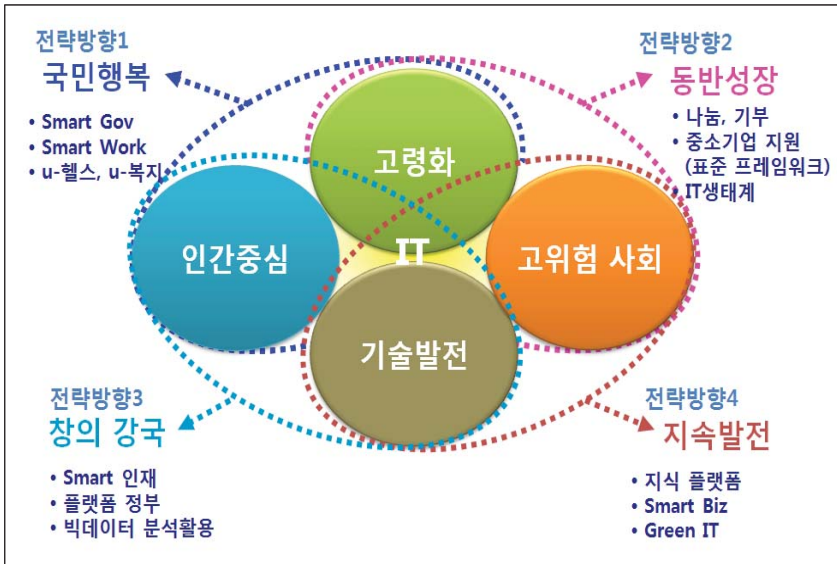 전략방향1
국민행복
• Smart Gov
• Smart Work
• u-헬스, u-복지
전략방향2
동반성장
• 나눔, 기부
• 중소기업 지원
(표준 프레임워크)
• IT생태계
고령화
인간중심
IT
고위험 사회
기술발전
전략방향3
창의 강국
• Smart 인재
• 플랫폼 정부
• 빅데이터 분석활용
전략방향4
지속발전
• 지식 플랫폼
• Smart Biz
• Green IT